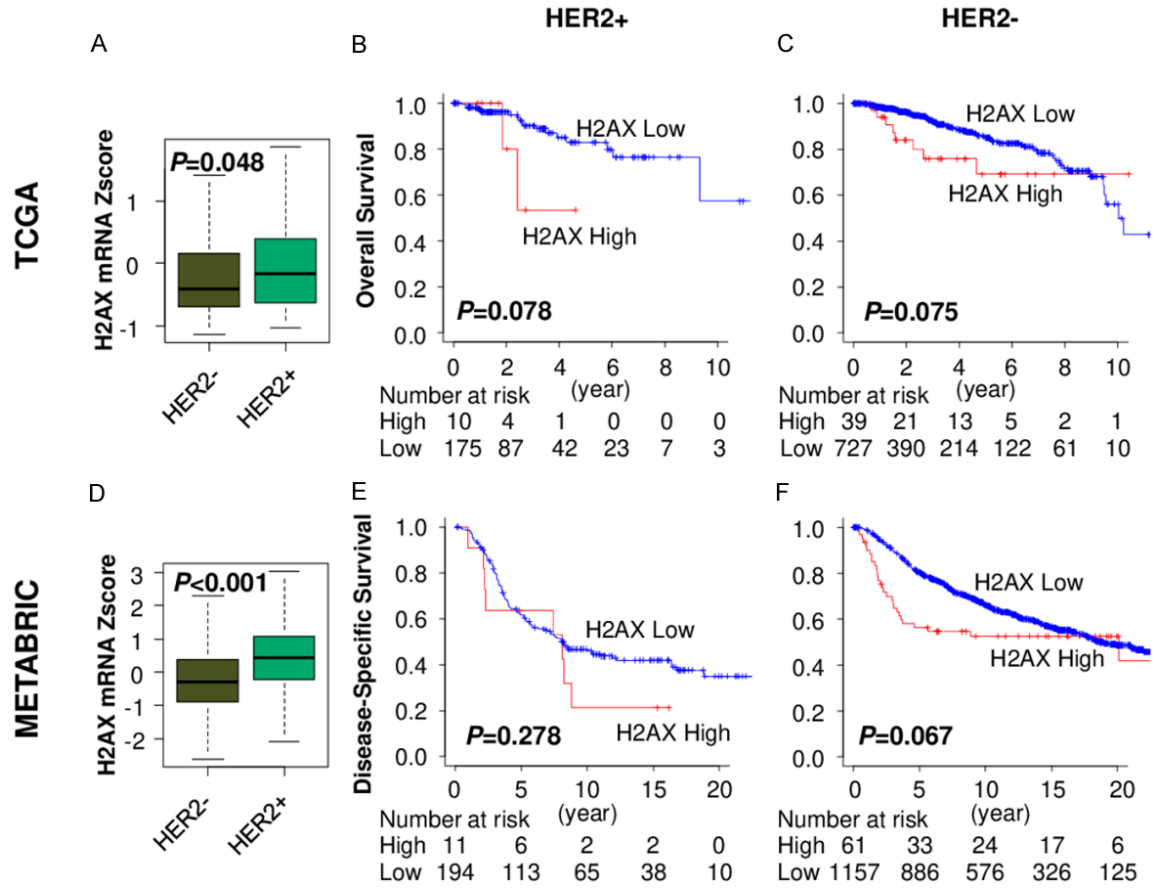 HER2+
HER2-
TCGA
A
H2AX mRNA Zscore
P=0.048
1
0
-1
HER2-
HER2+
B
Overall Survival
1.0
0.8
0.6
0.4
0.2
0.0
H2AX Low
H2AX High
P=0.078
0 2 4 6 8 10
(year)
Number at risk
High 10 4 1 0 0 0
Low 175 87 42 23 7 3
C
1.0
0.8
0.6
0.4
0.2
0.0
H2AX Low
H2AX High
P=0.075
0 2 4 6 8 10
(year)
Number at risk
High 39 21 13 5 2 1
Low 727 390 214 122 61 10
METABRIC
D
H2AX mRNA Zscore
P<0.001
3
2
1
0
-1
-2
HER2-
HER2+
E
Disease-Specific Survival
1.0
0.8
0.6
0.4
0.2
0.0
H2AX Low
H2AX High
P=0.278
0 5 10 15 20
(year)
Number at risk
High 11 6 2 2 0
Low 194 113 65 38 10
F
1.0
0.8
0.6
0.4
0.2
0.0
H2AX Low
H2AX High
P=0.067
0 5 10 15 20
(year)
Number at risk
High 61 33 24 17 6
Low 1157 886 576 326 125